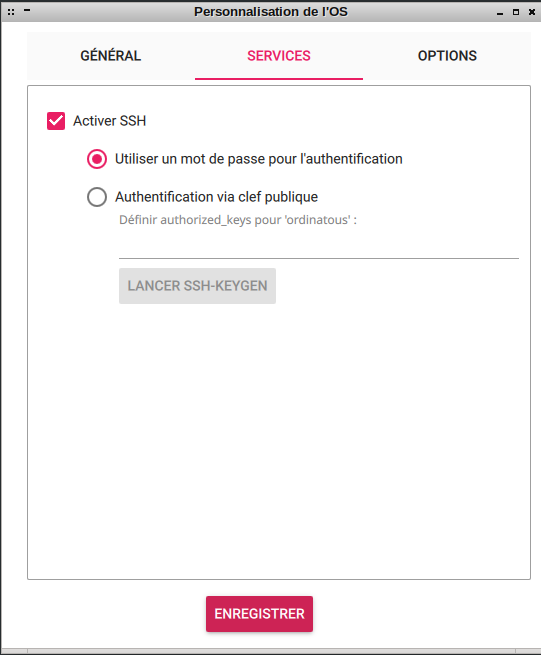 Personnalisation de l'OS
GÉNÉRAL
SERVICES
OPTIONS
Activer SSH
Utiliser un mot de passe pour l'authentification
Authentification via clef publique
Définir authorized_keys pour 'ordinatous' :
LANCER SSH-KEYGEN
ENREGISTRER